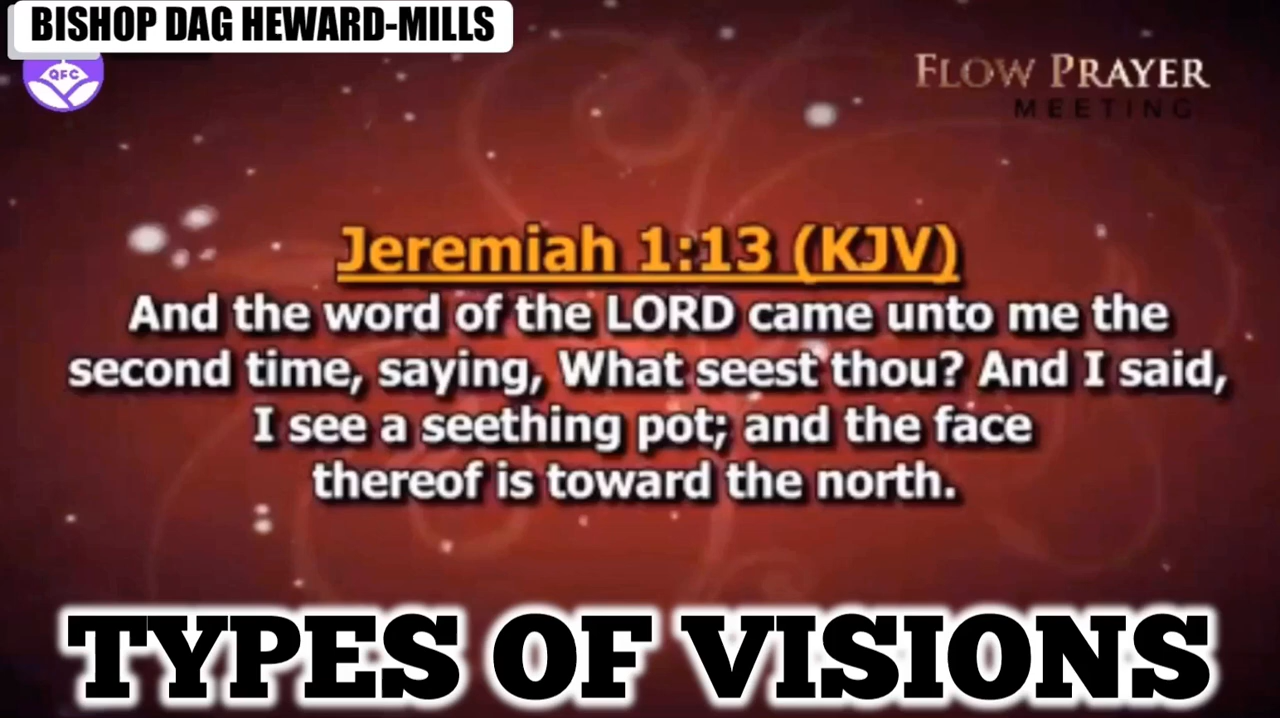 BISHOP DAG HEWARD-MILLS
QFC
FLOW PRAYER
MEETING
Jeremiah 1:13 (KJV)
And the word of the LORD came unto me the
second time, saying, What seest thou? And I said,
I see a seething pot; and the face
thereof is toward the north.
TYPES OF VISIONS